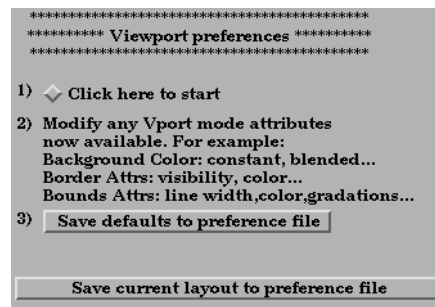 ******************************************
********** Viewport preferences **********
******************************************
1) Click here to start
2) Modify any Vport mode attributes
now available. For example:
Background Color: constant, blended...
Border Attrs: visibility, color...
Bounds Attrs: line width,color,gradations...
3) Save defaults to preference file
Save current layout to preference file